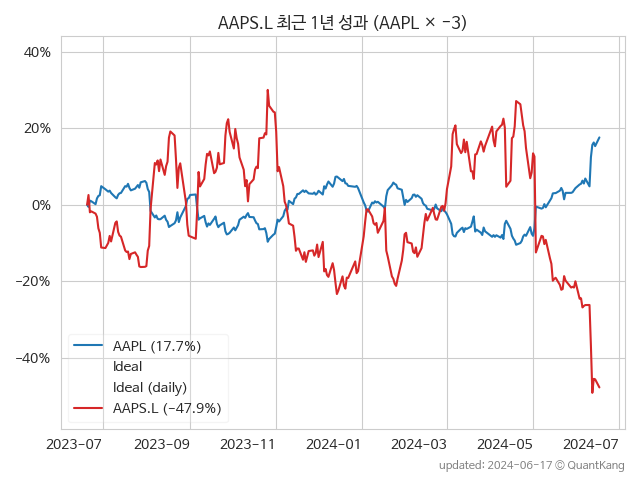 AAPS.L 최근 1년 성과 (AAPL × −3)
40%
20%
0%
−20%
−40%
AAPL (17.7%)
Ideal
Ideal (daily)
AAPS.L (−47.9%)
2023-07 2023-09 2023-11 2024-01 2024-03 2024-05 2024-07
updated: 2024-06-17 © QuantKang